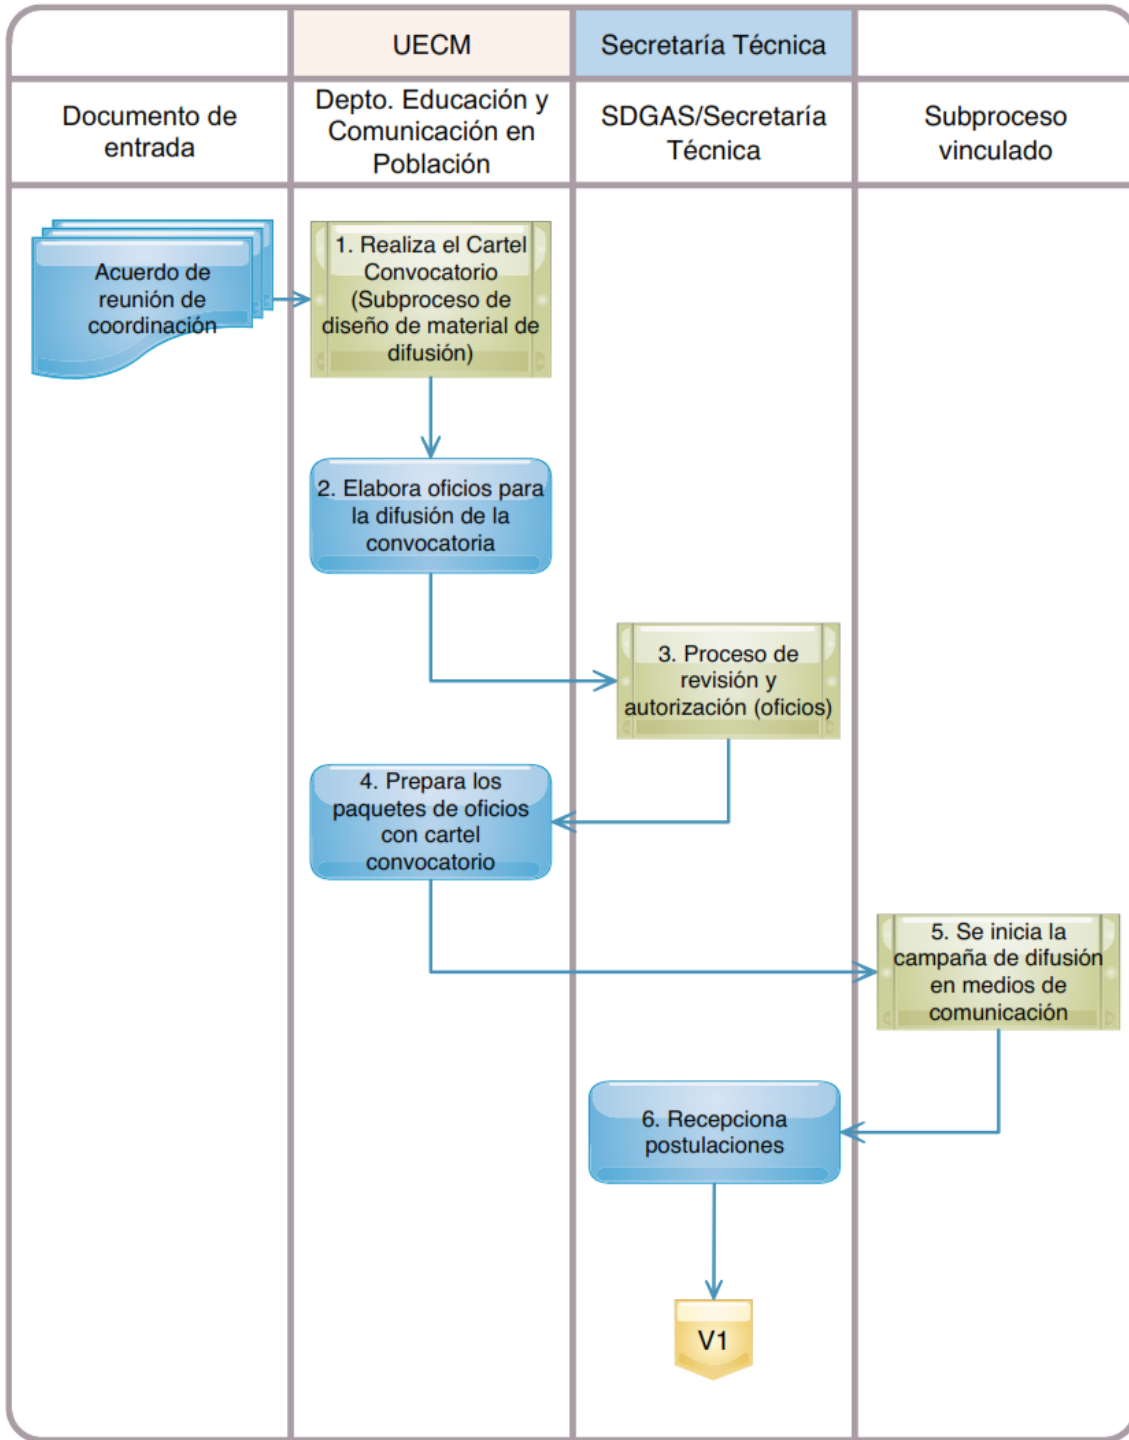 UECM
Secretaría Técnica
Documento de
entrada
Depto. Educación y
Comunicación en
Población
SDGAS/Secretaría
Técnica
Subproceso
vinculado
Acuerdo de
reunión de
coordinación
1. Realiza el Cartel
Convocatorio
(Subproceso de
diseño de material de
difusión)
2. Elabora oficios para
la difusión de la
convocatoria
3. Proceso de
revisión y
autorización (oficios)
4. Prepara los
paquetes de oficios
con cartel
convocatorio
5. Se inicia la
campaña de difusión
en medios de
comunicación
6. Recepciona
postulaciones
V1